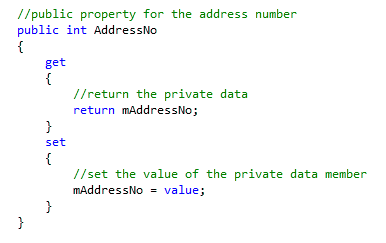 //public property for the address number
public int AddressNo
{
    get
    {
        //return the private data
        return mAddressNo;
    }
    set
    {
        //set the value of the private data member
        mAddressNo = value;
    }
}